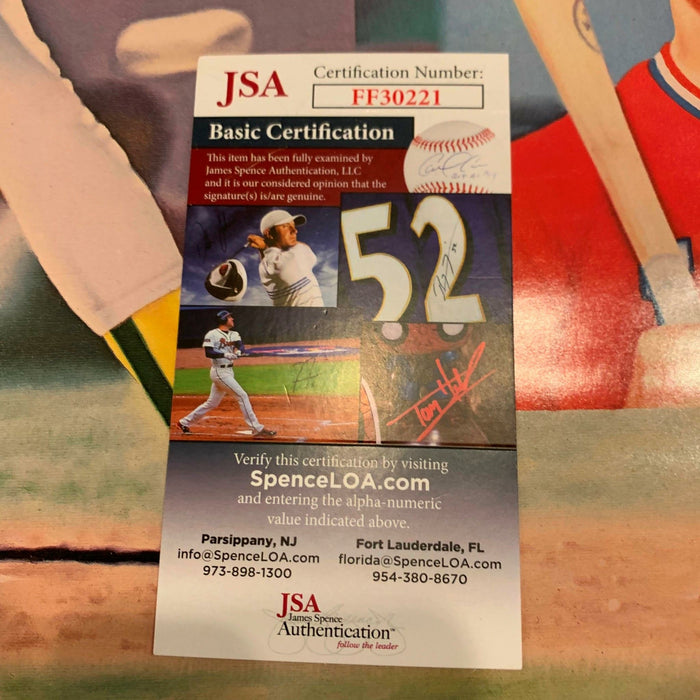 JSA
Certification Number:
FF30221
Basic Certification
This item has been fully examined by
James Spence Authentication, LLC
and it is our considered opinion that the
signature(s) is/are genuine.
52
Verify this certification by visiting
SpenceLOA.com
and entering the alpha-numeric
value indicated above.
Parsippany, NJ
info@SpenceLOA.com
973-898-1300
Fort Lauderdale, FL
florida@SpenceLOA.com
954-380-8670
JSA
James Spence
Authentication™
follow the leader